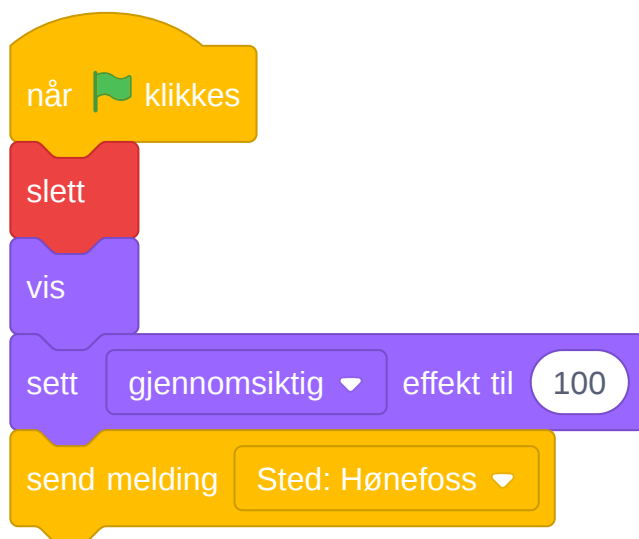 når klikkes
slett
vis
sett gjennomsiktig effekt til 100
send melding Sted: Hønefoss